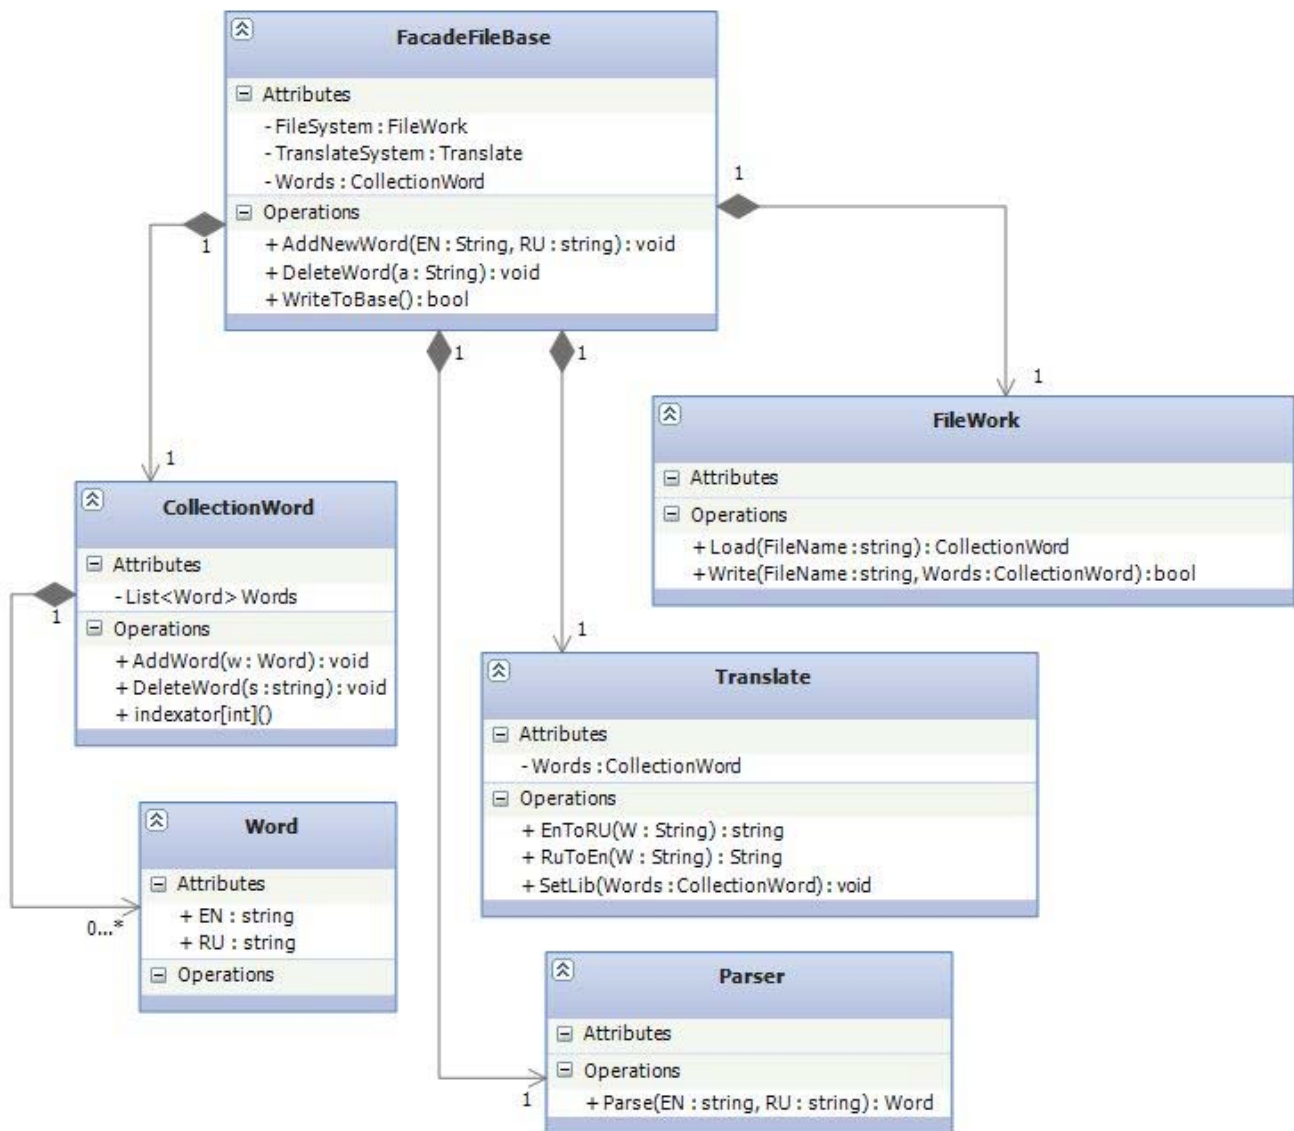 FacadeFileBase
Attributes
- FileSystem : FileWork
- TranslateSystem : Translate
- Words : CollectionWord
Operations
+ AddNewWord(EN : String, RU : string) : void
+ DeleteWord(a : String) : void
+ WriteToBase() : bool
1
1
1
1
1
1
FileWork
Attributes
Operations
+ Load(FileName : string) : CollectionWord
+ Write(FileName : string, Words : CollectionWord) : bool
1
CollectionWord
Attributes
- List<Word> Words
Operations
+ AddWord(w : Word) : void
+ DeleteWord(s : string) : void
+ indexator[int]()
1
1
Translate
Attributes
- Words : CollectionWord
Operations
+ EnToRU(W : String) : string
+ RuToEn(W : String) : String
+ SetLib(Words : CollectionWord) : void
0...*
Word
Attributes
+ EN : string
+ RU : string
Operations
1
Parser
Attributes
Operations
+ Parse(EN : string, RU : string) : Word